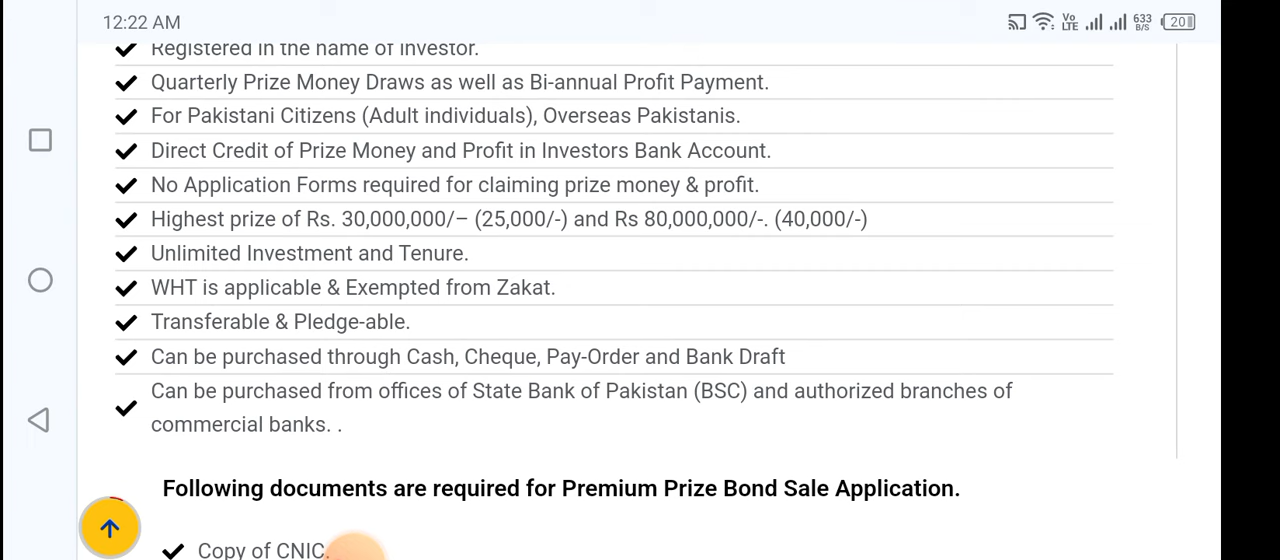 12:22 AM
Vo LTE
633 B/S
20
Registered in the name of investor.
Quarterly Prize Money Draws as well as Bi-annual Profit Payment.
For Pakistani Citizens (Adult individuals), Overseas Pakistanis.
Direct Credit of Prize Money and Profit in Investors Bank Account.
No Application Forms required for claiming prize money & profit.
Highest prize of Rs. 30,000,000/– (25,000/-) and Rs 80,000,000/-. (40,000/-)
Unlimited Investment and Tenure.
WHT is applicable & Exempted from Zakat.
Transferable & Pledge-able.
Can be purchased through Cash, Cheque, Pay-Order and Bank Draft
Can be purchased from offices of State Bank of Pakistan (BSC) and authorized branches of
commercial banks. .
Following documents are required for Premium Prize Bond Sale Application.
Copy of CNIC.